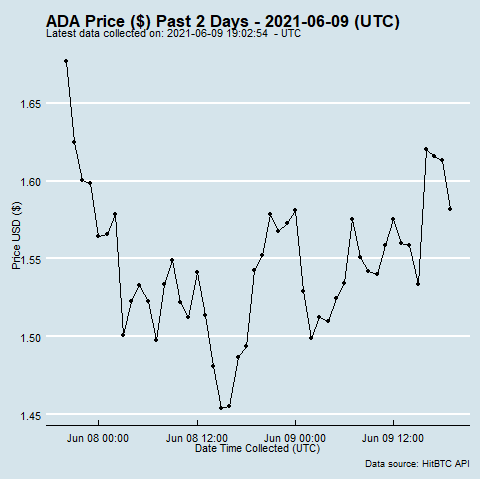 ADA Price ($) Past 2 Days - 2021-06-09 (UTC)
Latest data collected on: 2021-06-09 19:02:54 - UTC
Price USD ($)
1.65
1.60
1.55
1.50
1.45
Jun 08 00:00 Jun 08 12:00 Jun 09 00:00 Jun 09 12:00
Date Time Collected (UTC)
Data source: HitBTC API